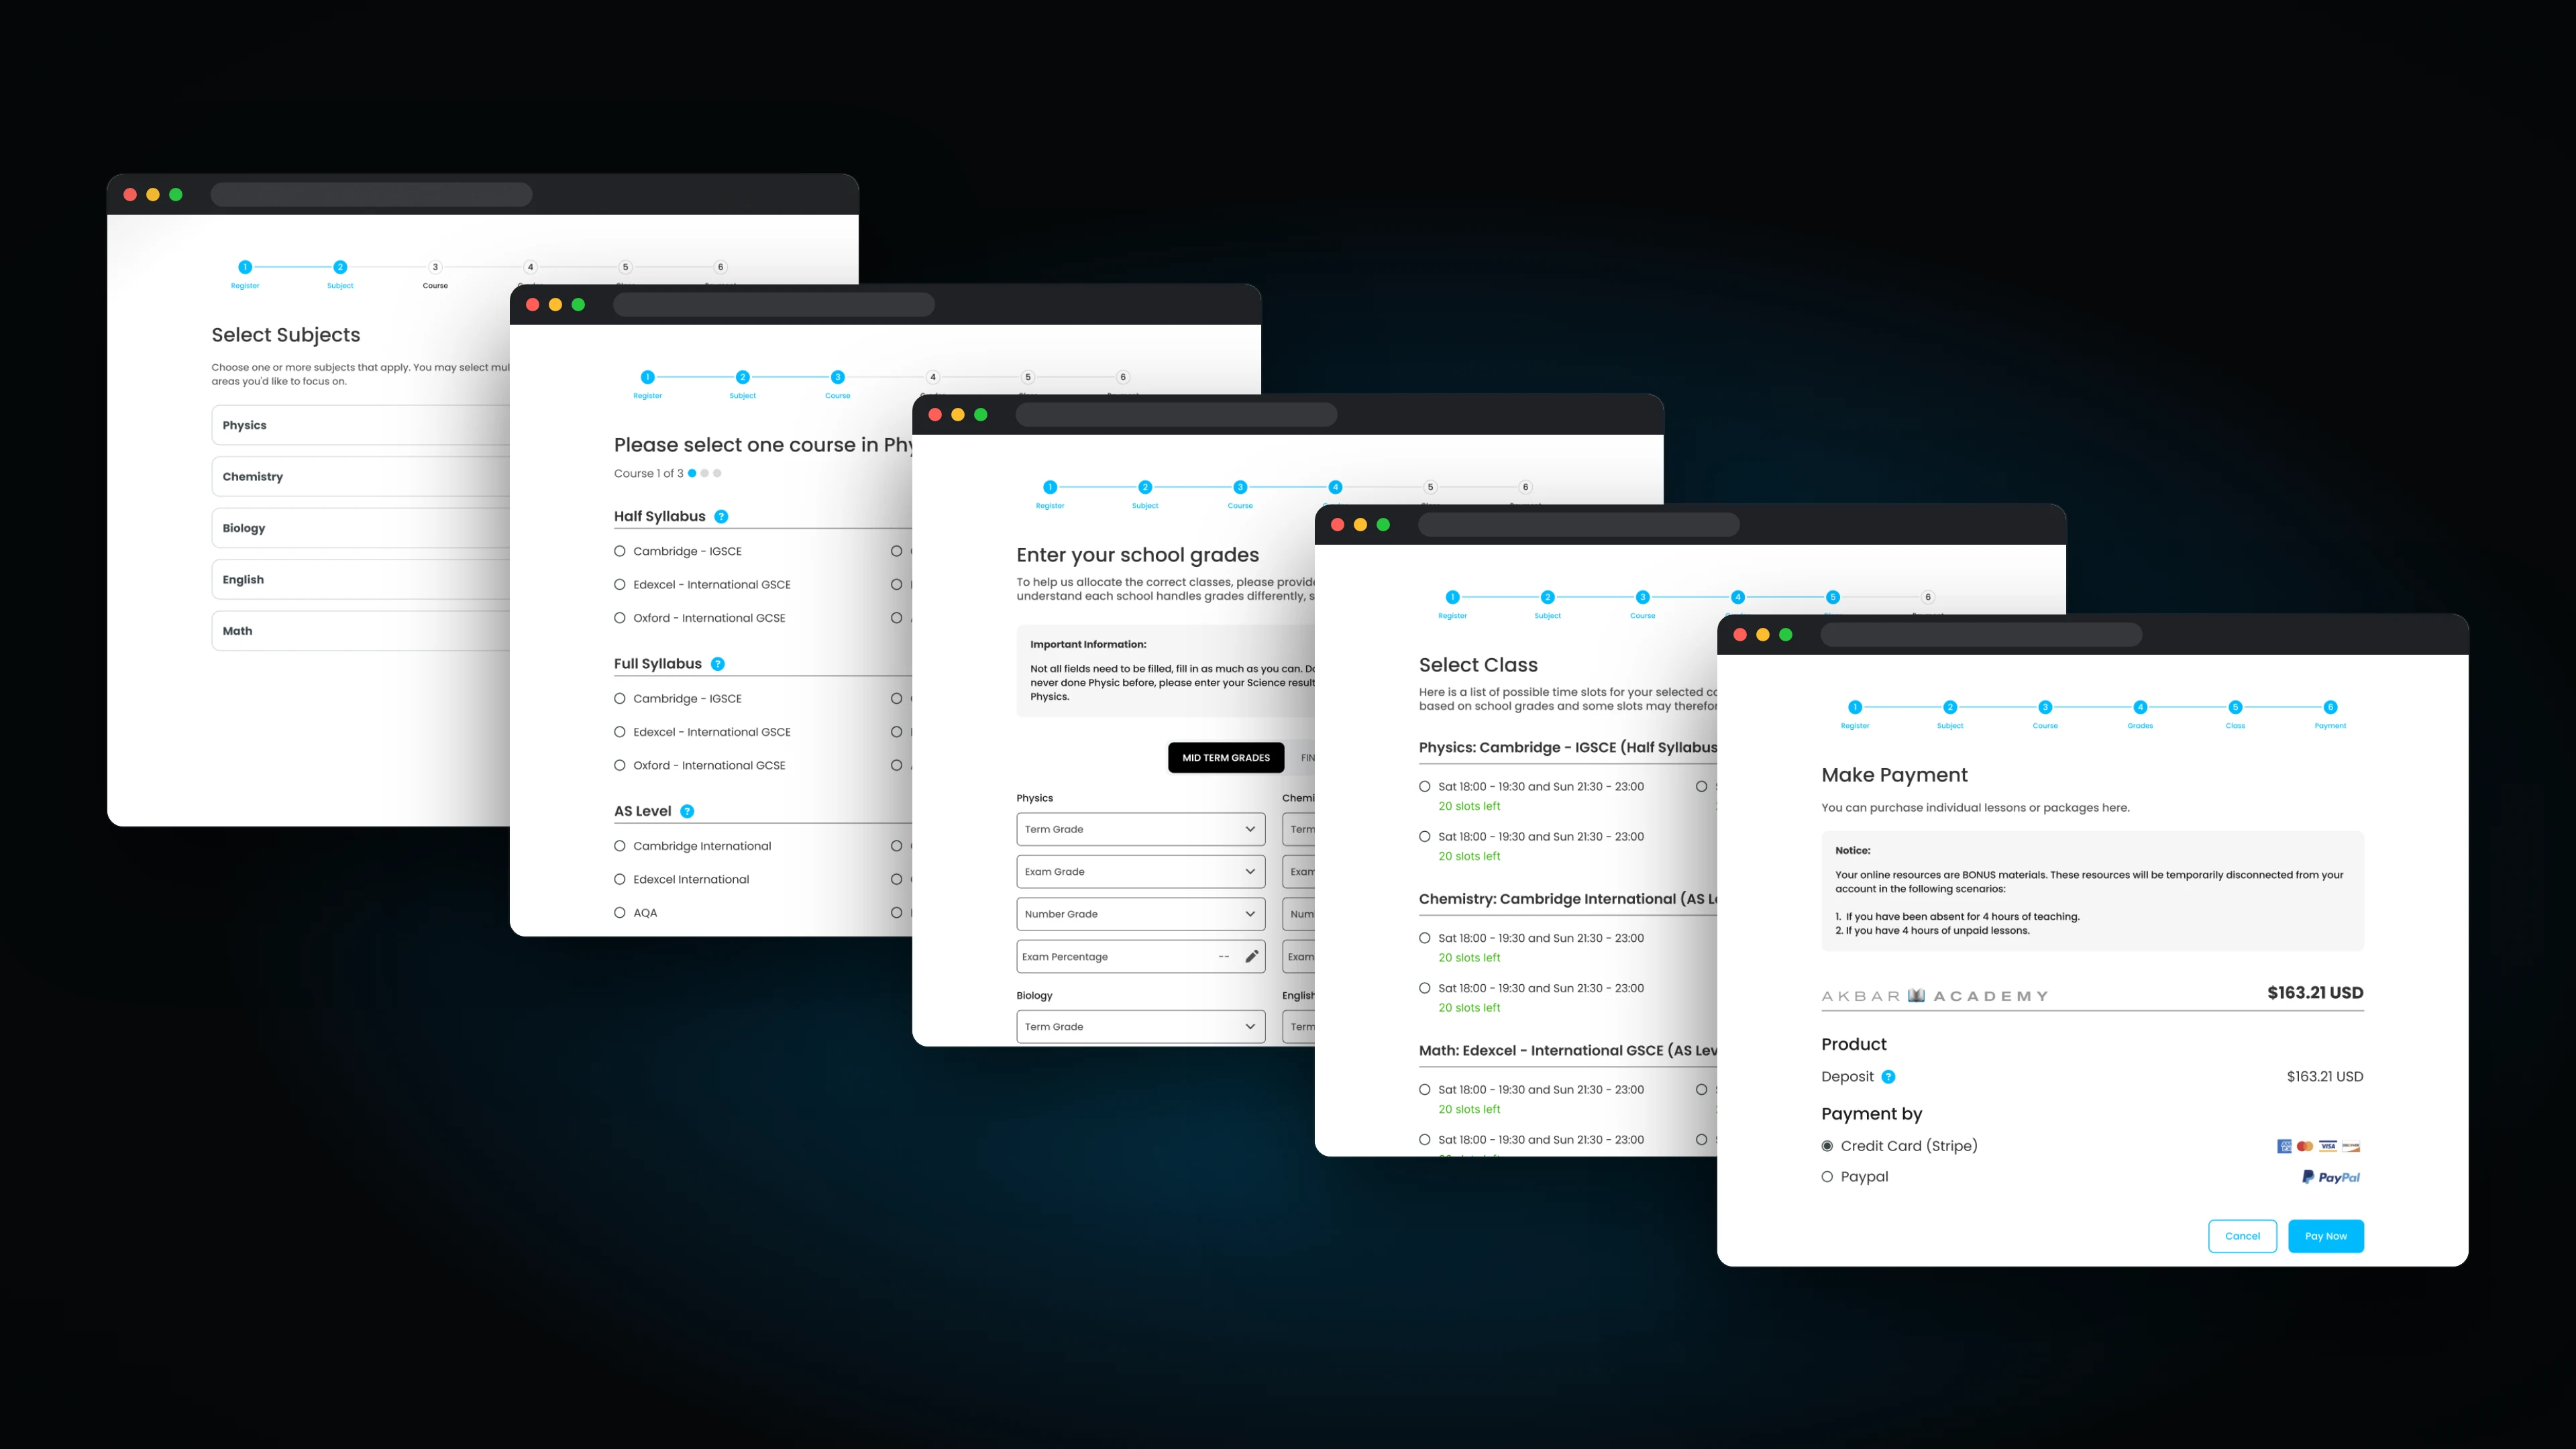 1 2 3 4 5 6
Register Subject Course
Select Subjects
Choose one or more subjects that apply. You may select
areas you'd like to focus on.
Physics
Chemistry
Biology
English
Math
1 2 3 4 5 6
Register Subject Course
Please select one course in
Course 1 of 3
Half Syllabus ?
Cambridge - IGSCE
Edexcel - International GSCE
Oxford - International GCSE
Full Syllabus ?
Cambridge - IGSCE
Edexcel - International GSCE
Oxford - International GCSE
AS Level ?
Cambridge International
Edexcel International
AQA
1 2 3 4 5 6
Register Subject Course
Enter your school grades
To help us allocate the correct classes, please
understand each school handles grades differently,
Important Information:
Not all fields need to be filled, fill in as much as you can.
never done Physic before, please enter your Science
Physics.
MID TERM GRADES
Physics
Term Grade
Exam Grade
Number Grade
Exam Percentage --
Biology
Term Grade
Term
Exam
Exam
English
Term
1 2 3 4 5 6
Register Subject Course
Select Class
Here is a list of possible time slots for your selected
based on school grades and some slots may
Physics: Cambridge - IGSCE (Half Syllabus
Sat 18:00 - 19:30 and Sun 21:30 - 23:00
20 slots left
Sat 18:00 - 19:30 and Sun 21:30 - 23:00
20 slots left
Chemistry: Cambridge International (AS
Sat 18:00 - 19:30 and Sun 21:30 - 23:00
20 slots left
Sat 18:00 - 19:30 and Sun 21:30 - 23:00
20 slots left
Math: Edexcel - International GSCE (AS
Sat 18:00 - 19:30 and Sun 21:30 - 23:00
20 slots left
Sat 18:00 - 19:30 and Sun 21:30 - 23:00
1 2 3 4 5 6
Register Subject Course Grades Class Payment
Make Payment
You can purchase individual lessons or packages here.
Notice:
Your online resources are BONUS materials. These resources will be temporarily disconnected from your
account in the following scenarios:
1. If you have been absent for 4 hours of teaching.
2. If you have 4 hours of unpaid lessons.
AKBAR ACADEMY $163.21 USD
Product
Deposit ? $163.21 USD
Payment by
Credit Card (Stripe) VISA
Paypal PayPal
Cancel Pay Now